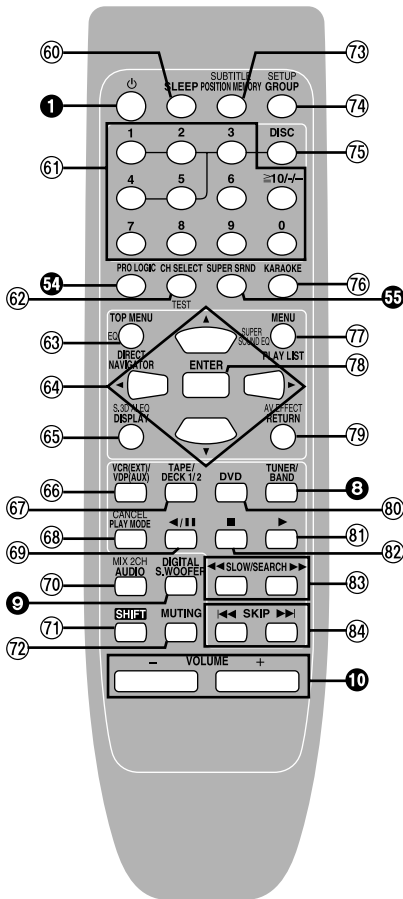 60
73
SLEEP
SUBTITLE
POSITION MEMORY
SETUP
GROUP
1
74
1 2 3 DISC
61
75
4 5 6 ≧10/-/--
7 8 9 0
54
PRO LOGIC CH SELECT SUPER SRND KARAOKE
76
62
TEST
55
TOP MENU
MENU
63
EQ
SUPER
SOUND EQ
77
DIRECT
NAVIGATOR
▲
PLAY LIST
64
◄
ENTER
►
78
S.3D AI EQ
DISPLAY
AV EFFECT
RETURN
65
▼
79
66
VCR(EXT)/
VDP(AUX)
TAPE/
DECK 1/2
DVD
TUNER/
BAND
8
67
80
68
CANCEL
PLAY MODE
◄/❚❚ ■ ►
81
69
82
70
MIX 2CH
AUDIO
DIGITAL
S.WOOFER
◄◄ SLOW/SEARCH ►►
83
9
71
SHIFT
MUTING
|◄◄ SKIP ►►|
84
72
− VOLUME +
10